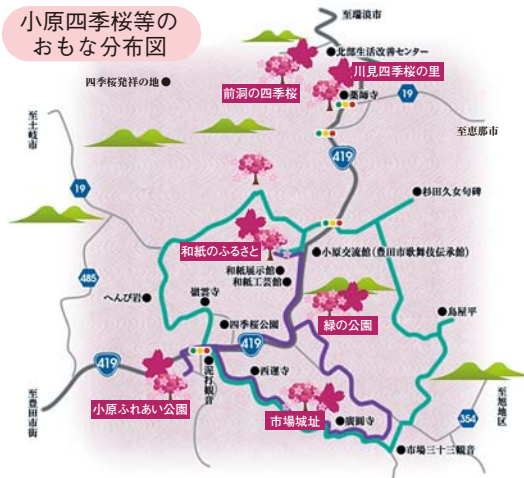 小原四季桜等の
おもな分布図
至瑞浪市
北部生活改善センター
川見四季桜の里
四季桜発祥の地
前洞の四季桜
薬師寺
19
至恵那市
至土岐市
419
19
杉田久女句碑
和紙のふるさと
小原交流館(豊田市歌舞伎伝承館)
和紙展示館
和紙工芸館
485
へんび岩
嶺雲寺
緑の公園
鳥屋平
四季桜公園
419
419
泥打観音
西運寺
小原ふれあい公園
至豊田市街
市場城址
廣圓寺
354
至旭地区
市場三十三観音